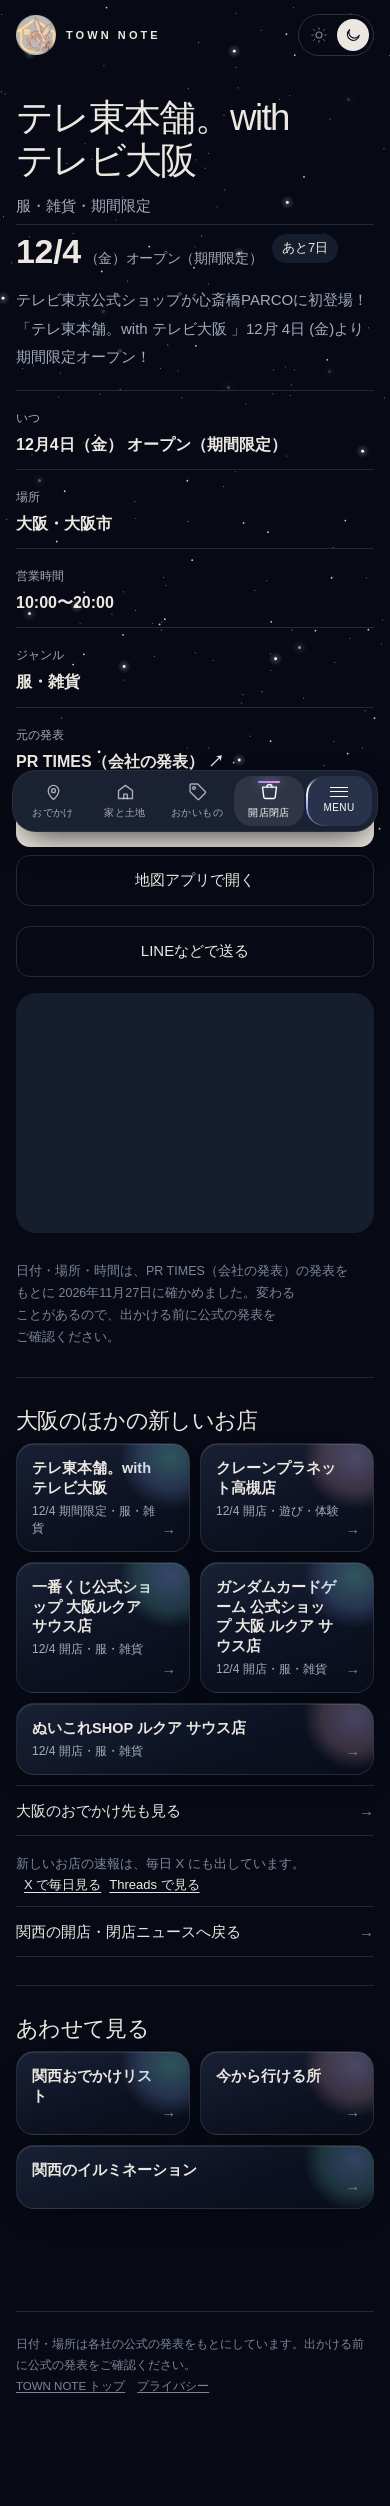 TOWN NOTE
テレ東本舗。with
テレビ大阪
服・雑貨・期間限定
12/4（金）オープン（期間限定） あと7日
テレビ東京公式ショップが心斎橋PARCOに初登場！
「テレ東本舗。with テレビ大阪 」12月 4日 (金)より
期間限定オープン！
いつ
12月4日（金） オープン（期間限定）
場所
大阪・大阪市
営業時間
10:00〜20:00
ジャンル
服・雑貨
元の発表
PR TIMES（会社の発表） ↗
おでかけ 家と土地 おかいもの 開店閉店 MENU
地図アプリで開く
LINEなどで送る
日付・場所・時間は、PR TIMES（会社の発表）の発表を
もとに 2026年11月27日に確かめました。変わる
ことがあるので、出かける前に公式の発表を
ご確認ください。
大阪のほかの新しいお店
テレ東本舗。with
テレビ大阪
12/4 期間限定・服・雑
貨 →
クレーンプラネッ
ト高槻店
12/4 開店・遊び・体験
→
一番くじ公式ショ
ップ 大阪ルクア
サウス店
12/4 開店・服・雑貨
→
ガンダムカードゲ
ーム 公式ショッ
プ 大阪 ルクア サ
ウス店
12/4 開店・服・雑貨 →
ぬいこれSHOP ルクア サウス店
12/4 開店・服・雑貨 →
大阪のおでかけ先も見る →
新しいお店の速報は、毎日 X にも出しています。
X で毎日見る Threads で見る
関西の開店・閉店ニュースへ戻る →
あわせて見る
関西おでかけリス
ト →
今から行ける所
→
関西のイルミネーション
→
日付・場所は各社の公式の発表をもとにしています。出かける前
に公式の発表をご確認ください。
TOWN NOTE トップ プライバシー